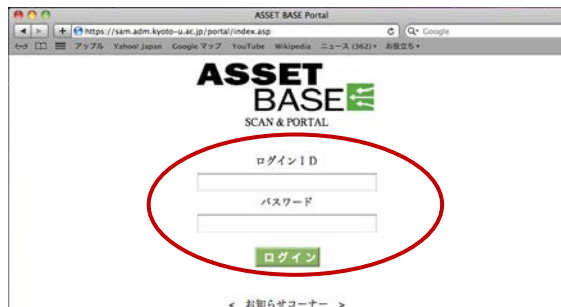 ASSET BASE Portal
https://sam.adm.kyoto-u.ac.jp/portal/index.asp
Google
アップル Yahoo! Japan Google マップ YouTube Wikipedia ニュース (362) お役立ち
ASSET
BASE
SCAN & PORTAL
ログイン ID
パスワード
ログイン
< お知らせコーナー >